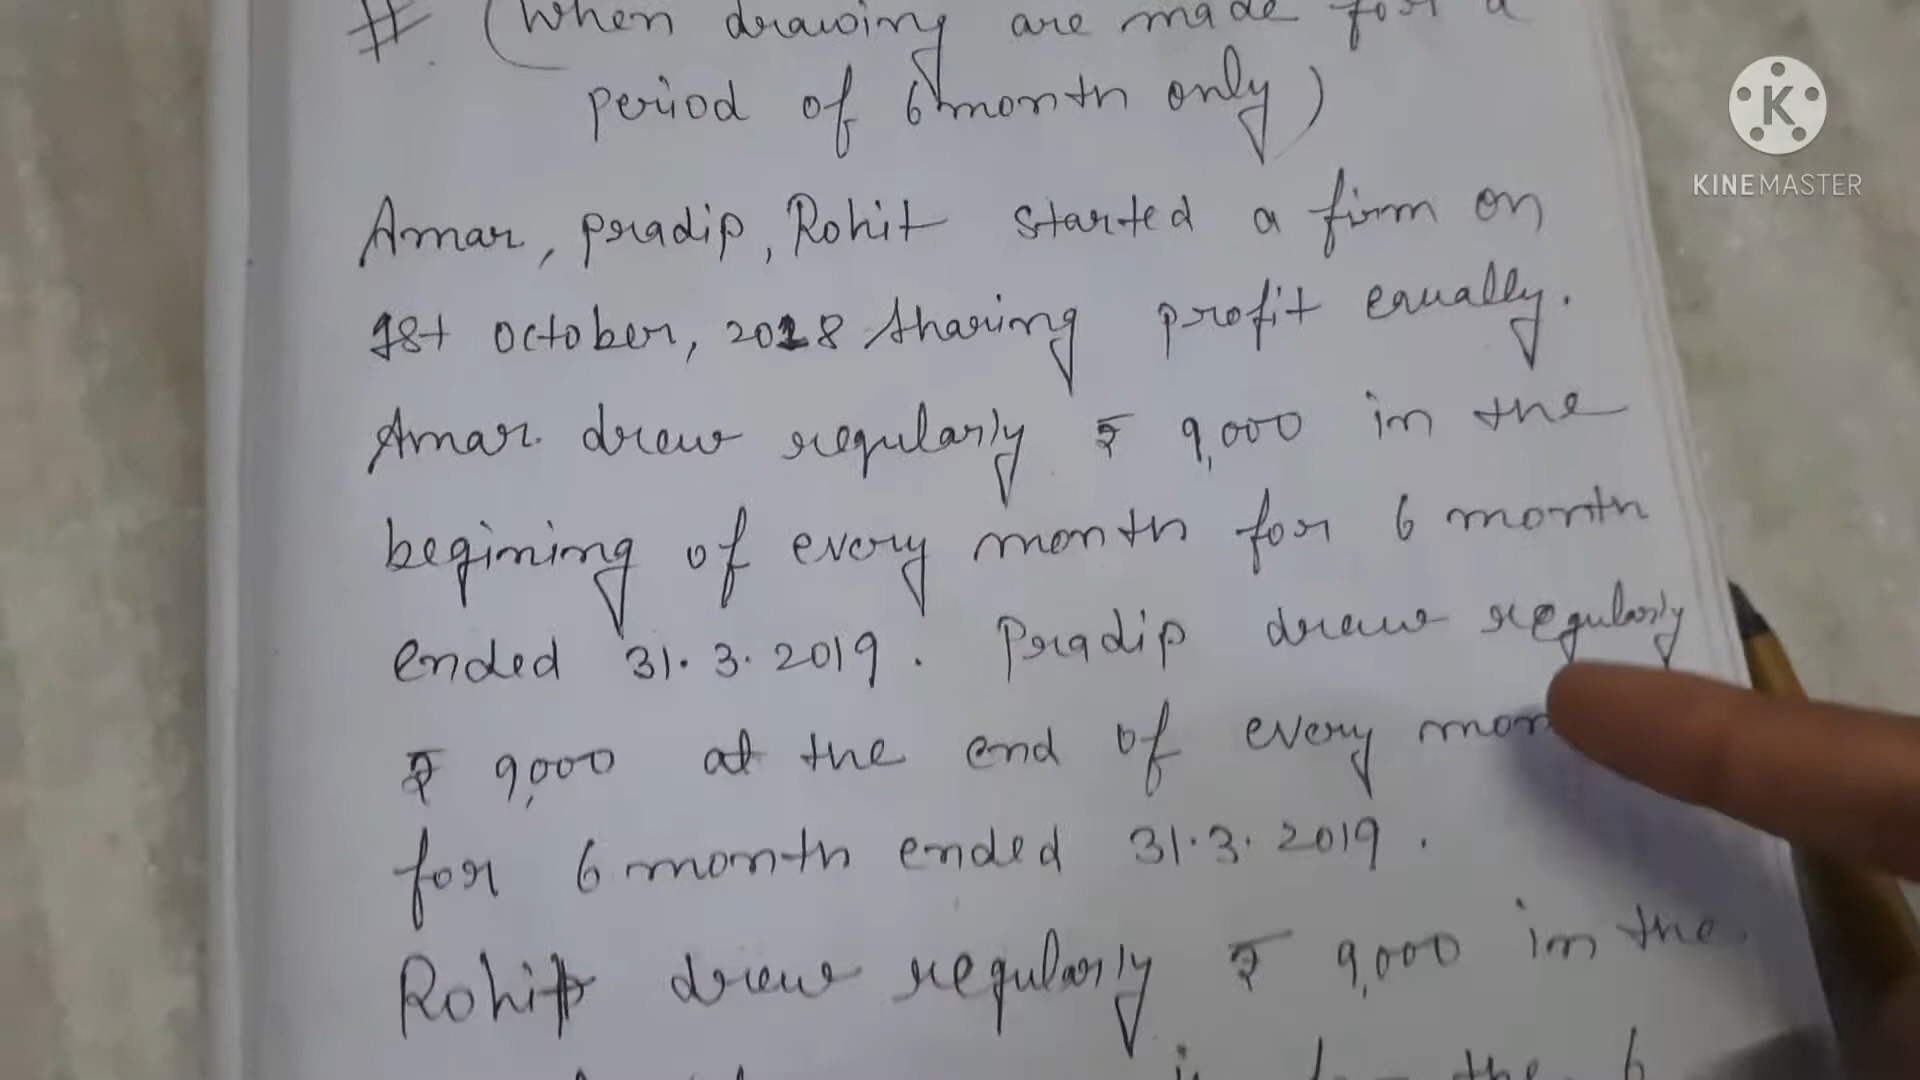 # (When drawing are made for a
period of 6 month only)
K
KINEMASTER
Amar, pradip, Rohit started a firm on
1st october, 2018 sharing profit equally.
Amar drew regularly ₹ 9,000 in the
begining of every month for 6 month
ended 31.3.2019. Pradip drew regularly
₹ 9,000 at the end of every mon
for 6 month ended 31.3.2019.
Rohit drew regularly ₹ 9,000 in the
the 6